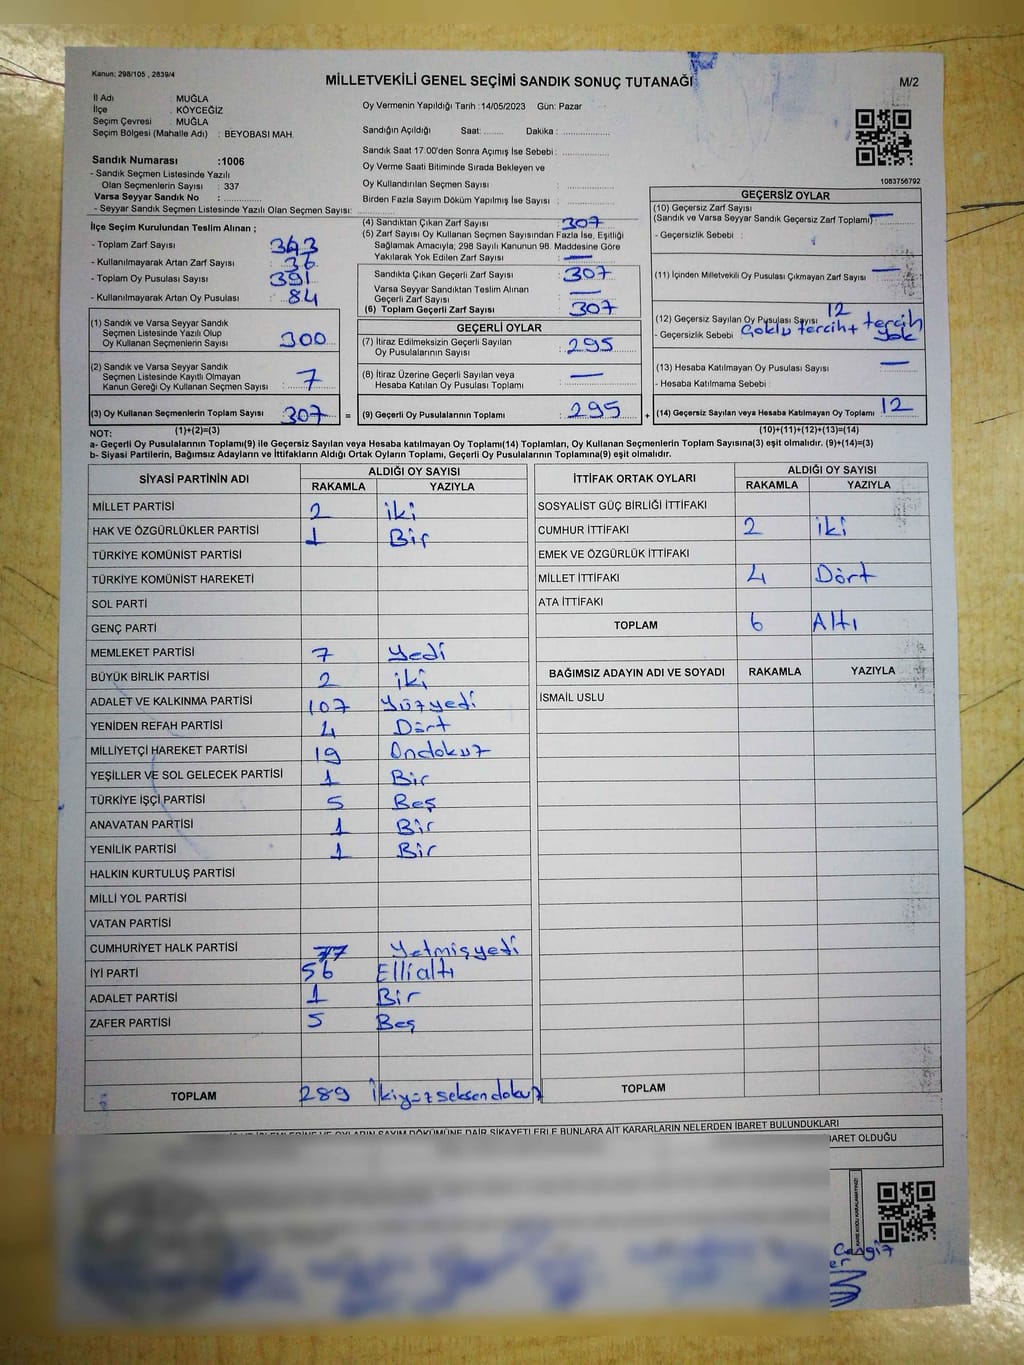 Kanun: 298/105 , 2839/4
MİLLETVEKİLİ GENEL SEÇİMİ SANDIK SONUÇ TUTANAĞI
M/2
İl Adı : MUĞLA
İlçe : KÖYCEĞİZ
Seçim Çevresi : MUĞLA
Seçim Bölgesi (Mahalle Adı) : BEYOBASI MAH.
Oy Vermenin Yapıldığı Tarih :14/05/2023 Gün: Pazar
Sandığın Açıldığı Saat:........ Dakika : ..................
Sandık Saat 17:00'den Sonra Açımış İse Sebebi : ..................
Oy Verme Saati Bitiminde Sırada Bekleyen ve
Oy Kullandırılan Seçmen Sayısı : ..................
Birden Fazla Sayım Döküm Yapılmış İse Sayısı : ..................
1083756792
Sandık Numarası :1006
- Sandık Seçmen Listesinde Yazılı
Olan Seçmenlerin Sayısı : 337
Varsa Seyyar Sandık No : ..................
- Seyyar Sandık Seçmen Listesinde Yazılı Olan Seçmen Sayısı:
İlçe Seçim Kurulundan Teslim Alınan ;
- Toplam Zarf Sayısı 343
- Kullanılmayarak Artan Zarf Sayısı : 36
- Toplam Oy Pusulası Sayısı 391
- Kullanılmayarak Artan Oy Pusulası : 84
(1) Sandık ve Varsa Seyyar Sandık
Seçmen Listesinde Yazılı Olup
Oy Kullanan Seçmenlerin Sayısı : 300
(2) Sandık ve Varsa Seyyar Sandık
Seçmen Listesinde Kayıtlı Olmayan
Kanun Gereği Oy Kullanan Seçmen Sayısı : 7
(3) Oy Kullanan Seçmenlerin Toplam Sayısı 307 =
(1)+(2)=(3)
(4) Sandıktan Çıkan Zarf Sayısı : 307
(5) Zarf Sayısı Oy Kullanan Seçmen Sayısından Fazla İse, Eşitliği
Sağlamak Amacıyla; 298 Sayılı Kanunun 98. Maddesine Göre
Yakılarak Yok Edilen Zarf Sayısı : —
Sandıkta Çıkan Geçerli Zarf Sayısı : 307
Varsa Seyyar Sandıktan Teslim Alınan
Geçerli Zarf Sayısı : —
(6) Toplam Geçerli Zarf Sayısı : 307
GEÇERLİ OYLAR
(7) İtiraz Edilmeksizin Geçerli Sayılan
Oy Pusulalarının Sayısı : 295
(8) İtiraz Üzerine Geçerli Sayılan veya
Hesaba Katılan Oy Pusulası Toplamı : —
(9) Geçerli Oy Pusulalarının Toplamı : 295 +
GEÇERSİZ OYLAR
(10) Geçersiz Zarf Sayısı
(Sandık ve Varsa Seyyar Sandık Geçersiz Zarf Toplamı) —
- Geçersizlik Sebebi :
(11) İçinden Milletvekili Oy Pusulası Çıkmayan Zarf Sayısı —
(12) Geçersiz Sayılan Oy Pusulası Sayısı 12
- Geçersizlik Sebebi : Çoklu tercih + tercih
yok
(13) Hesaba Katılmayan Oy Pusulası Sayısı : —
- Hesaba Katılmama Sebebi :
(14) Geçersiz Sayılan veya Hesaba Katılmayan Oy Toplamı 12
(10)+(11)+(12)+(13)=(14)
NOT:
a- Geçerli Oy Pusulalarının Toplamı(9) ile Geçersiz Sayılan veya Hesaba katılmayan Oy Toplamı(14) Toplamları, Oy Kullanan Seçmenlerin Toplam Sayısına(3) eşit olmalıdır. (9)+(14)=(3)
b- Siyasi Partilerin, Bağımsız Adayların ve İttifakların Aldığı Ortak Oyların Toplamı, Geçerli Oy Pusulalarının Toplamına(9) eşit olmalıdır.
SİYASİ PARTİNİN ADI
ALDIĞI OY SAYISI
RAKAMLA YAZIYLA
MİLLET PARTİSİ 2 iki
HAK VE ÖZGÜRLÜKLER PARTİSİ 1 Bir
TÜRKİYE KOMÜNİST PARTİSİ
TÜRKİYE KOMÜNİST HAREKETİ
SOL PARTİ
GENÇ PARTİ
MEMLEKET PARTİSİ 7 Yedi
BÜYÜK BİRLİK PARTİSİ 2 iki
ADALET VE KALKINMA PARTİSİ 107 Yüzyedi
YENİDEN REFAH PARTİSİ 4 Dört
MİLLİYETÇİ HAREKET PARTİSİ 19 Ondokuz
YEŞİLLER VE SOL GELECEK PARTİSİ 1 Bir
TÜRKİYE İŞÇİ PARTİSİ 5 Beş
ANAVATAN PARTİSİ 1 Bir
YENİLİK PARTİSİ 1 Bir
HALKIN KURTULUŞ PARTİSİ
MİLLİ YOL PARTİSİ
VATAN PARTİSİ
CUMHURİYET HALK PARTİSİ 77 Yetmişyedi
İYİ PARTİ 56 Ellialtı
ADALET PARTİSİ 1 Bir
ZAFER PARTİSİ 5 Beş
TOPLAM 289 İkiyüzseksendokuz
İTTİFAK ORTAK OYLARI
ALDIĞI OY SAYISI
RAKAMLA YAZIYLA
SOSYALİST GÜÇ BİRLİĞİ İTTİFAKI
CUMHUR İTTİFAKI 2 iki
EMEK VE ÖZGÜRLÜK İTTİFAKI
MİLLET İTTİFAKI 4 Dört
ATA İTTİFAKI
TOPLAM 6 Altı
BAĞIMSIZ ADAYIN ADI VE SOYADI RAKAMLA YAZIYLA
İSMAİL USLU
TOPLAM
OYLARIN SAYIM DÖKÜMÜNE DAİR ŞİKAYETLERLE BUNLARA AİT KARARLARIN NELERDEN İBARET BULUNDUKLARI
İBARET OLDUĞU
KARE KODU KARALAMAYINIZ!
Cengiz